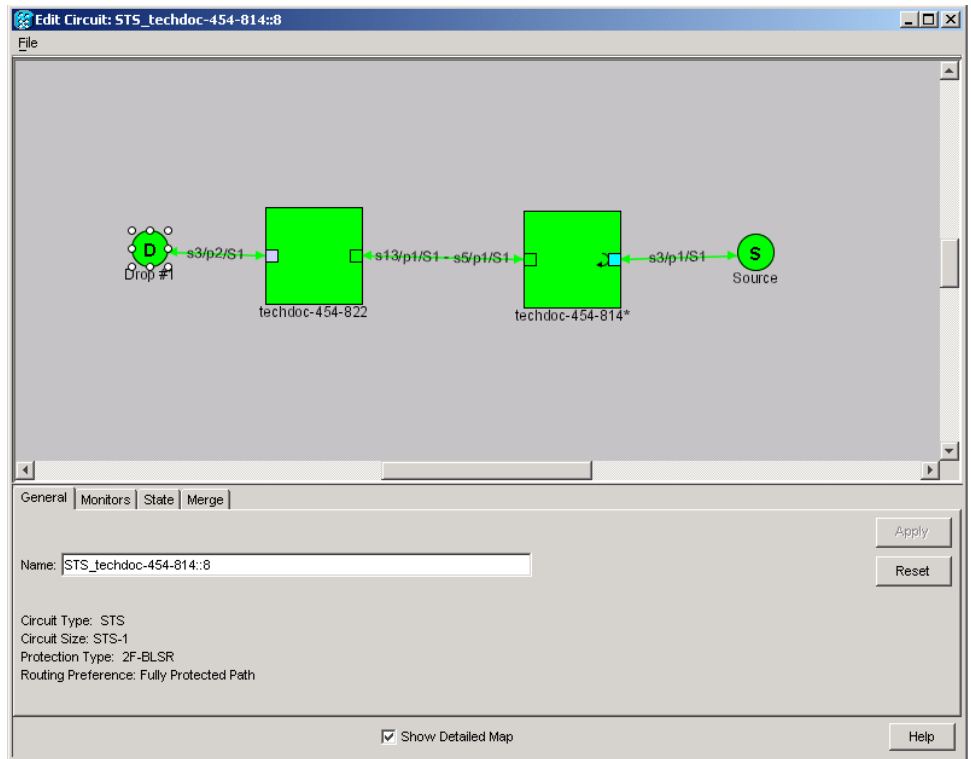 Edit Circuit: STS_techdoc-454-814::8
File
D
s3/p2/S1
s13/p1/S1 - s5/p1/S1
s3/p1/S1
S
Drop #1
Source
techdoc-454-822
techdoc-454-814*
General Monitors State Merge
Apply
Name: STS_techdoc-454-814::8
Reset
Circuit Type: STS
Circuit Size: STS-1
Protection Type: 2F-BLSR
Routing Preference: Fully Protected Path
Show Detailed Map
Help